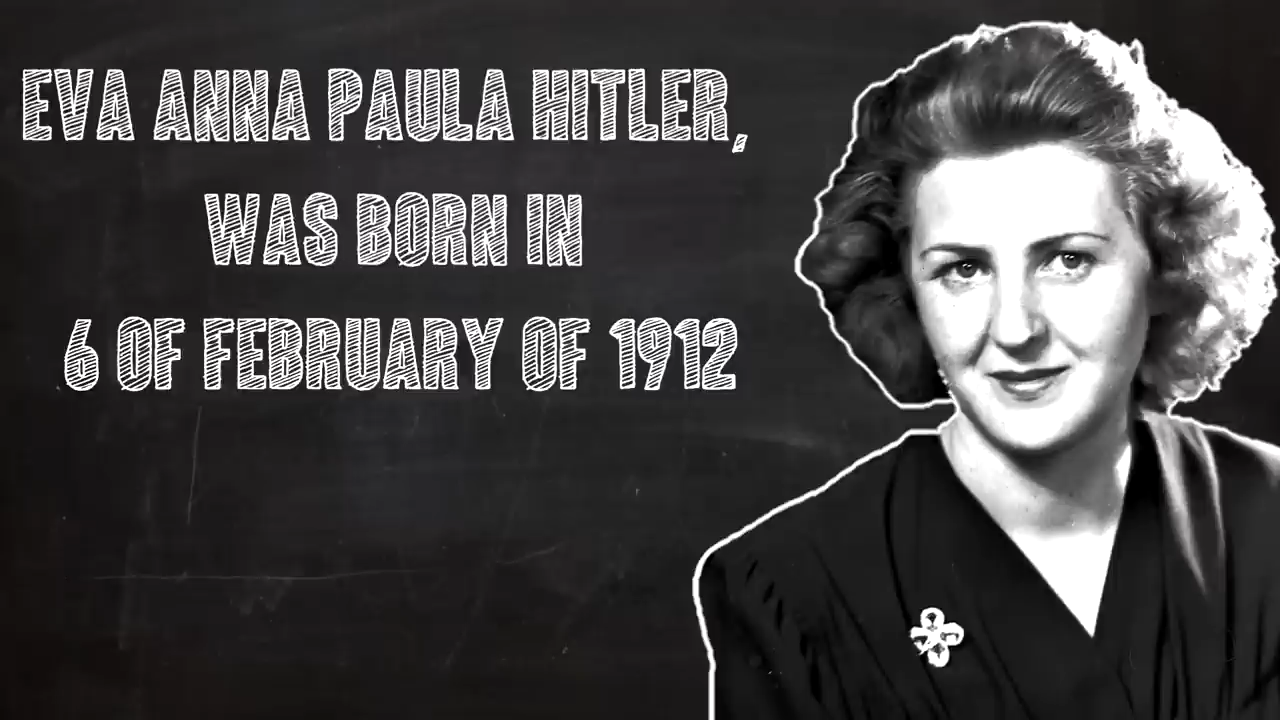 EVA ANNA PAULA HITLER,
WAS BORN IN
6 OF FEBRUARY OF 1912